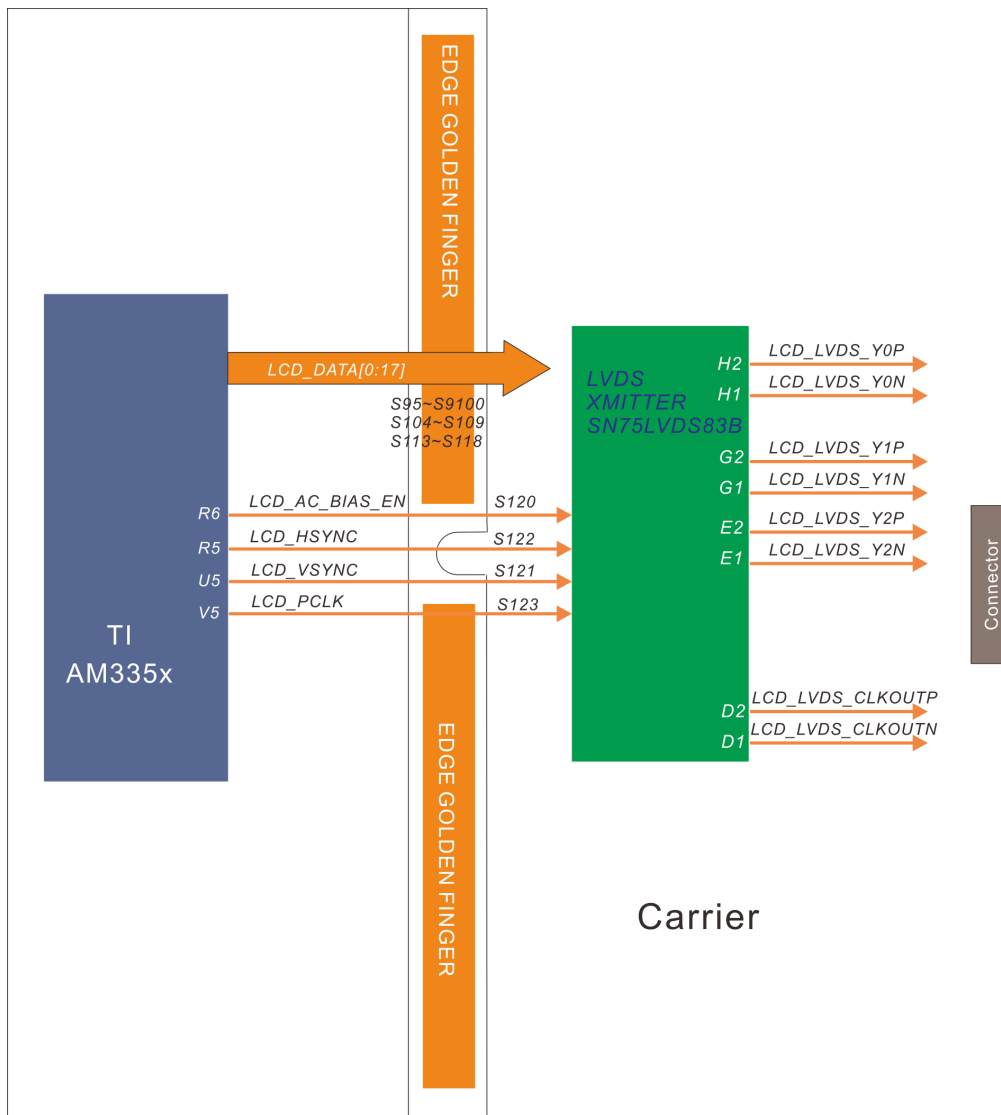 EDGE GOLDEN FINGER
LCD_DATA[0:17]
S95~S9100
S104~S109
S113~S118
R6
LCD_AC_BIAS_EN
S120
R5
LCD_HSYNC
S122
U5
LCD_VSYNC
S121
V5
LCD_PCLK
S123
TI
AM335x
EDGE GOLDEN FINGER
LVDS
XMITTER
SN75LVDS83B
H2
LCD_LVDS_Y0P
H1
LCD_LVDS_Y0N
G2
LCD_LVDS_Y1P
G1
LCD_LVDS_Y1N
E2
LCD_LVDS_Y2P
E1
LCD_LVDS_Y2N
D2
LCD_LVDS_CLKOUTP
D1
LCD_LVDS_CLKOUTN
Connector
Carrier